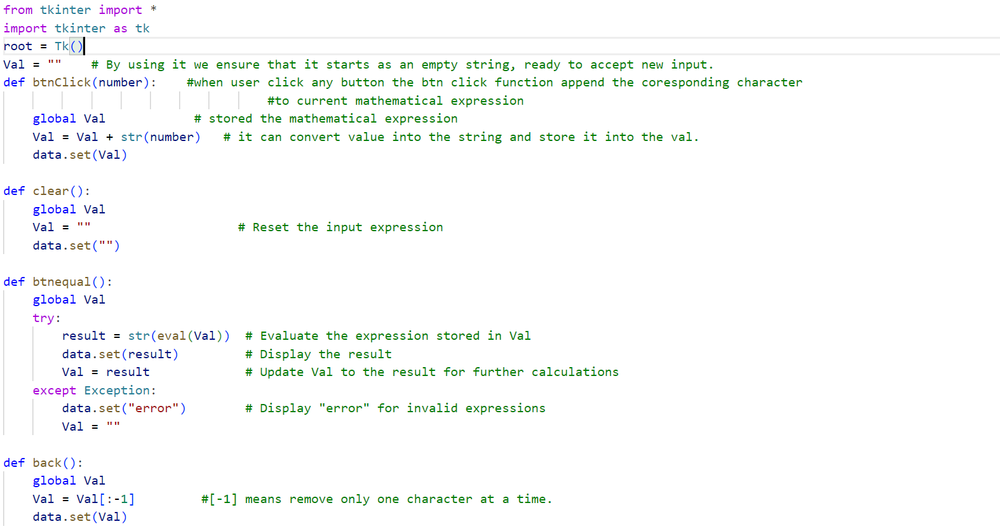 from tkinter import *
import tkinter as tk
root = Tk()
Val = ""    # By using it we ensure that it starts as an empty string, ready to accept new input.
def btnClick(number):    #when user click any button the btn click function append the coresponding character
                                    #to current mathematical expression
    global Val            # stored the mathematical expression
    Val = Val + str(number)   # it can convert value into the string and store it into the val.
    data.set(Val)

def clear():
    global Val
    Val = ""                    # Reset the input expression
    data.set("")

def btnequal():
    global Val
    try:
        result = str(eval(Val))  # Evaluate the expression stored in Val
        data.set(result)         # Display the result
        Val = result             # Update Val to the result for further calculations
    except Exception:
        data.set("error")        # Display "error" for invalid expressions
        Val = ""

def back():
    global Val
    Val = Val[:-1]         #[-1] means remove only one character at a time.
    data.set(Val)